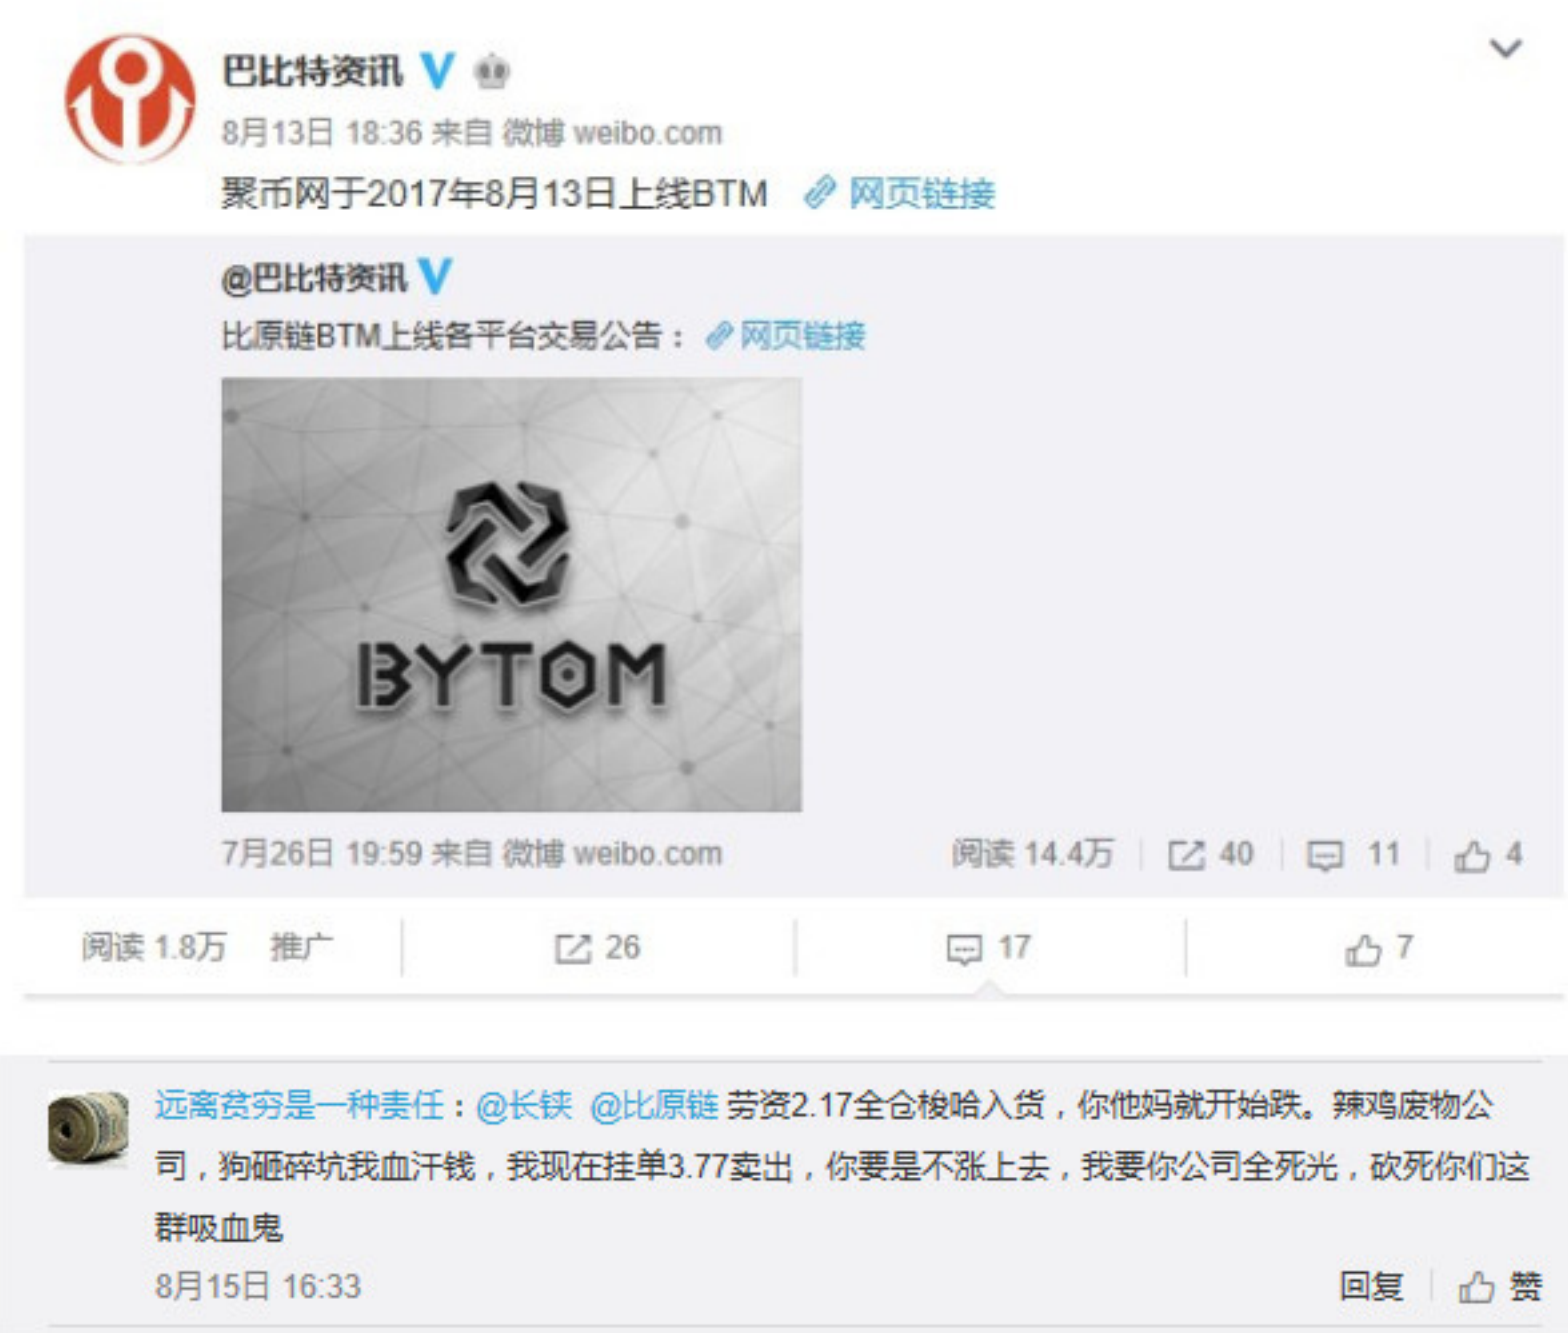 巴比特资讯 V
8月13日 18:36 来自 微博 weibo.com
聚币网于2017年8月13日上线BTM 网页链接
@巴比特资讯 V
比原链BTM上线各平台交易公告： 网页链接
BYTOM
7月26日 19:59 来自 微博 weibo.com 阅读 14.4万 40 11 4
阅读 1.8万 推广 26 17 7
远离贫穷是一种责任：@长铗 @比原链 劳资2.17全仓梭哈入货，你他妈就开始跌。辣鸡废物公
司，狗砸碎坑我血汗钱，我现在挂单3.77卖出，你要是不涨上去，我要你公司全死光，砍死你们这
群吸血鬼
8月15日 16:33 回复 赞